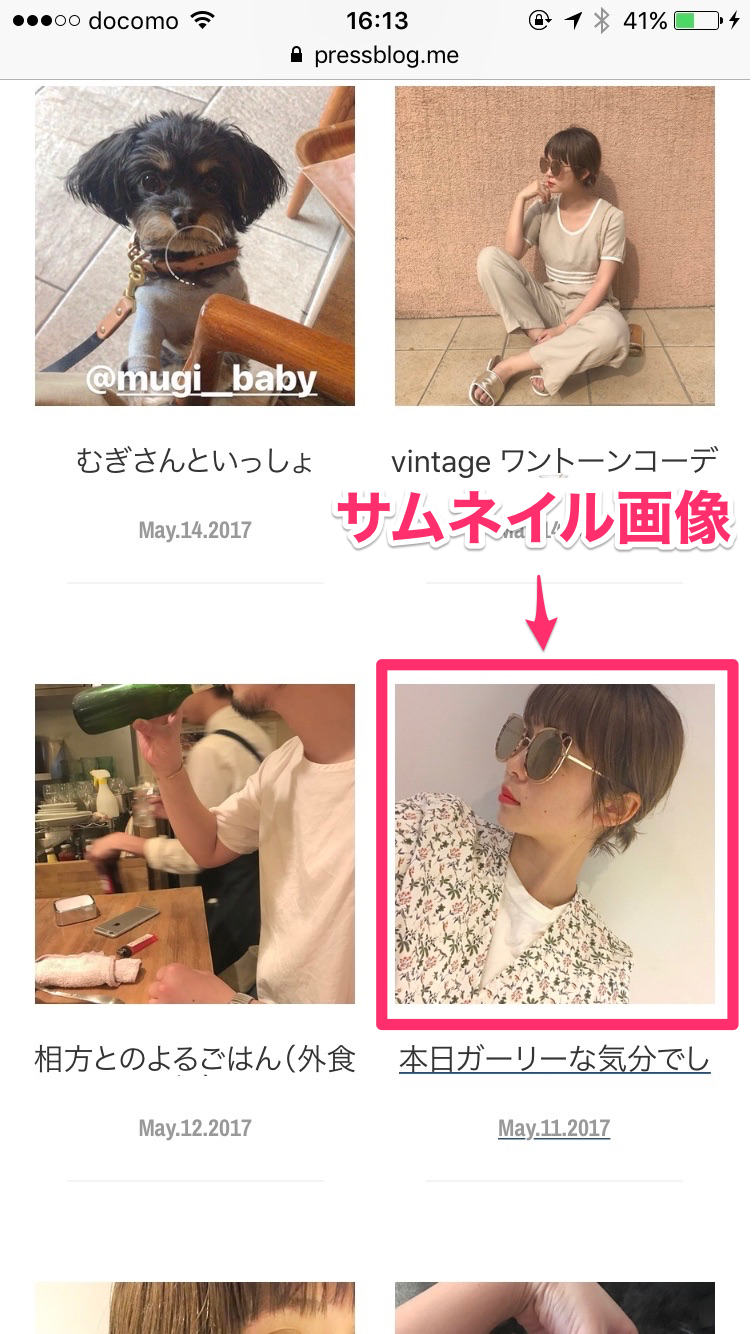 docomo 16:13 41%
pressblog.me
@mugi__baby
むぎさんといっしょ
vintage ワントーンコーデ
May.14.2017
サムネイル画像
相方とのよるごはん（外食
本日ガーリーな気分でし
May.12.2017
May.11.2017